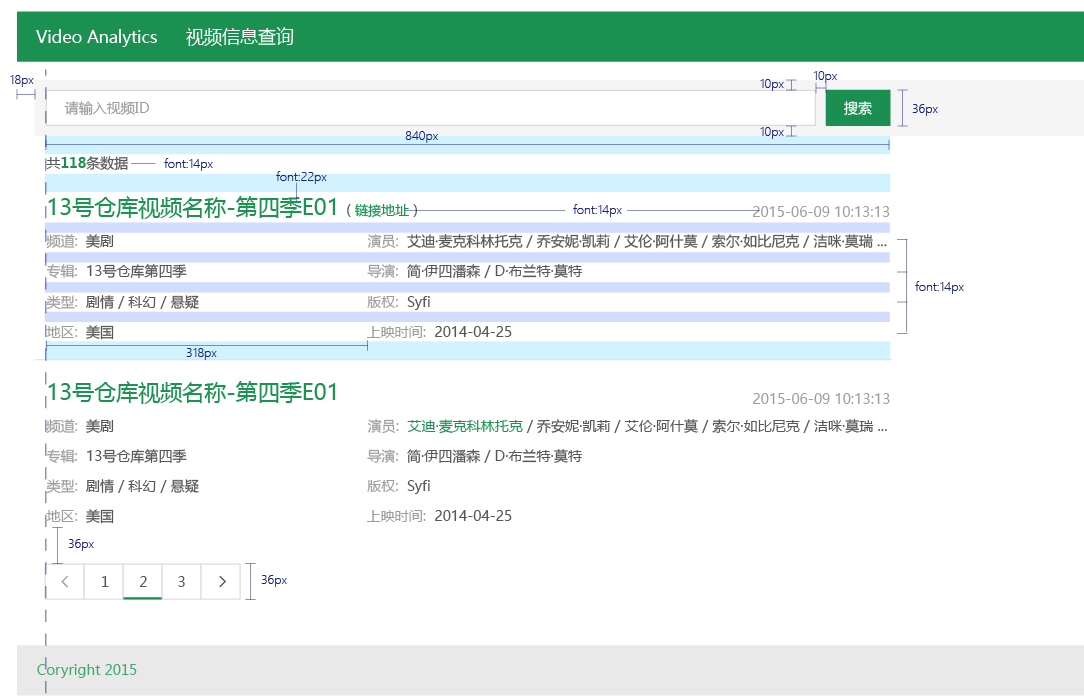 Video Analytics 视频信息查询
18px
10px
10px
请输入视频ID
搜索
36px
10px
840px
共118条数据
font:14px
font:22px
13号仓库视频名称-第四季E01 ( 链接地址 )
font:14px
2015-06-09 10:13:13
频道: 美剧
演员: 艾迪·麦克科林托克 / 乔安妮·凯莉 / 艾伦·阿什莫 / 索尔·如比尼克 / 洁咪·莫瑞 ...
专辑: 13号仓库第四季
导演: 简·伊四潘森 / D·布兰特·莫特
font:14px
类型: 剧情 / 科幻 / 悬疑
版权: Syfi
地区: 美国
上映时间: 2014-04-25
318px
13号仓库视频名称-第四季E01
2015-06-09 10:13:13
频道: 美剧
演员: 艾迪·麦克科林托克 / 乔安妮·凯莉 / 艾伦·阿什莫 / 索尔·如比尼克 / 洁咪·莫瑞 ...
专辑: 13号仓库第四季
导演: 简·伊四潘森 / D·布兰特·莫特
类型: 剧情 / 科幻 / 悬疑
版权: Syfi
地区: 美国
上映时间: 2014-04-25
36px
< 1 2 3 >
36px
Coryright 2015